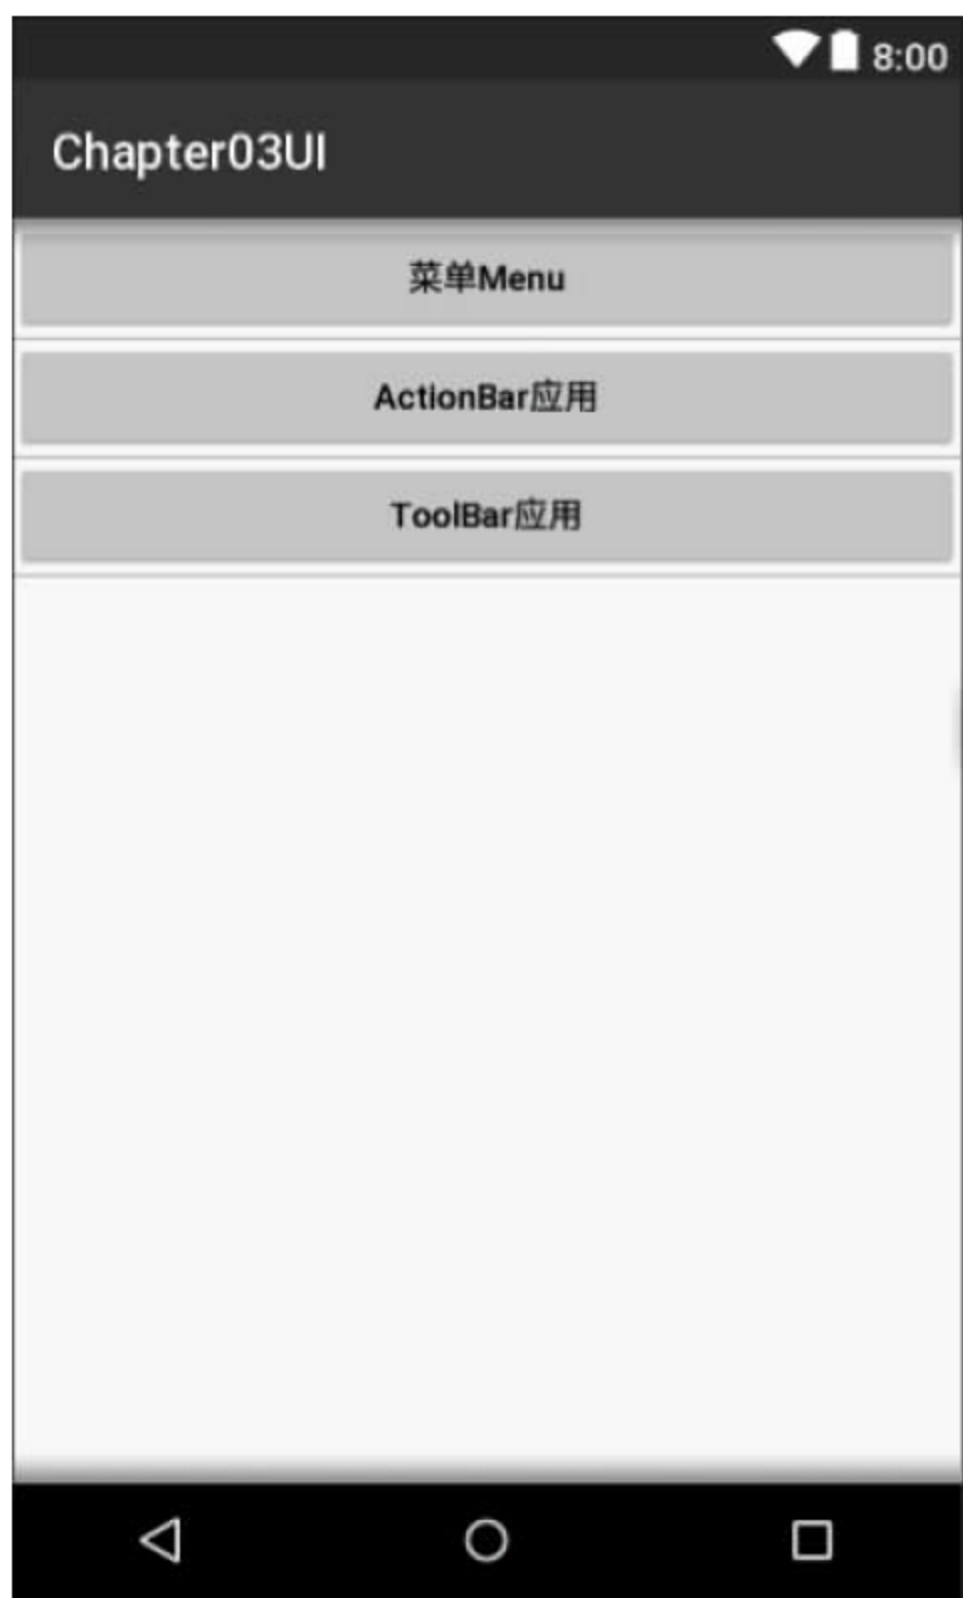 8:00
Chapter03UI
菜单Menu
ActionBar应用
ToolBar应用